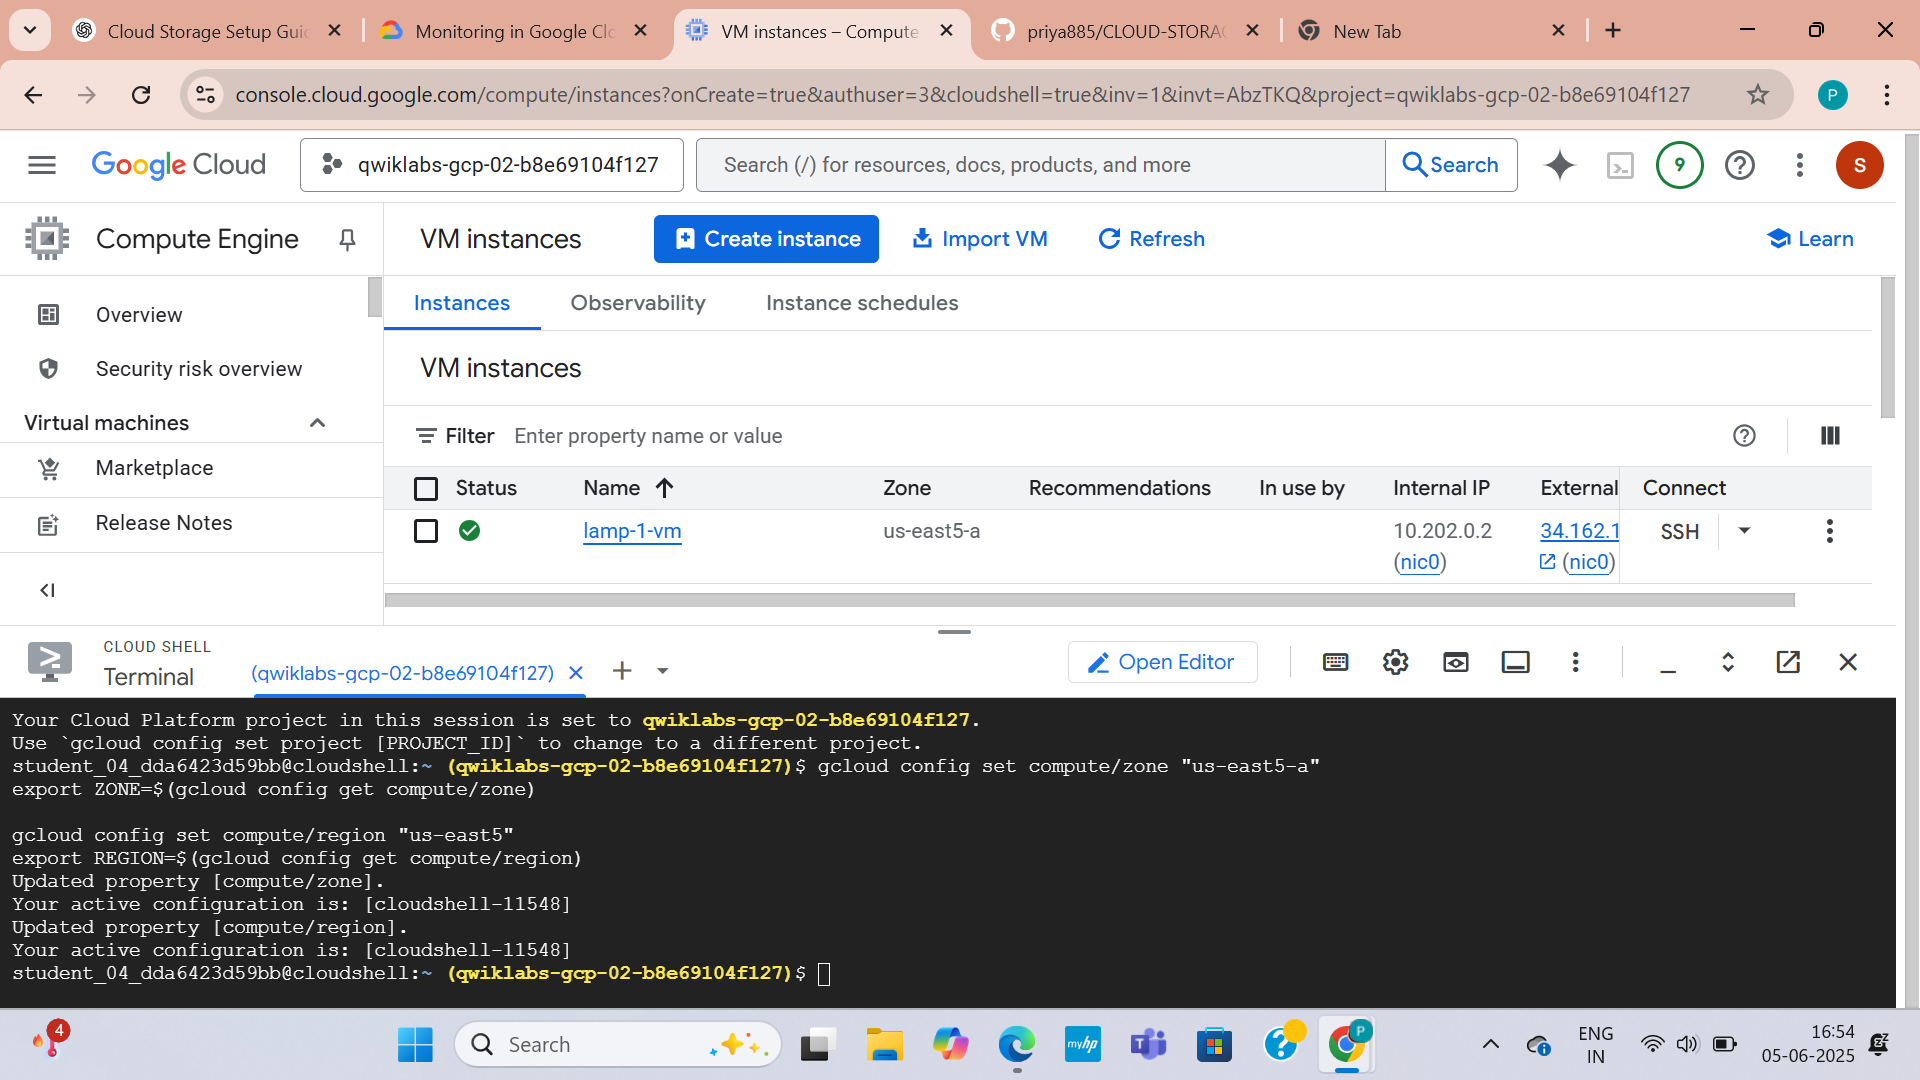 Cloud Storage Setup Guid
Monitoring in Google Clo
VM instances – Compute
priya885/CLOUD-STORAG
New Tab
console.cloud.google.com/compute/instances?onCreate=true&authuser=3&cloudshell=true&inv=1&invt=AbzTKQ&project=qwiklabs-gcp-02-b8e69104f127
P
Google Cloud
qwiklabs-gcp-02-b8e69104f127
Search (/) for resources, docs, products, and more
Search
9
S
Compute Engine
VM instances
Create instance
Import VM
Refresh
Learn
Overview
Security risk overview
Virtual machines
Marketplace
Release Notes
Instances
Observability
Instance schedules
VM instances
Filter
Enter property name or value
Status
Name
Zone
Recommendations
In use by
Internal IP
External
Connect
lamp-1-vm
us-east5-a
10.202.0.2
(nic0)
34.162.1
(nic0)
SSH
CLOUD SHELL
Terminal
(qwiklabs-gcp-02-b8e69104f127)
Open Editor
Your Cloud Platform project in this session is set to qwiklabs-gcp-02-b8e69104f127.
Use `gcloud config set project [PROJECT_ID]` to change to a different project.
student_04_dda6423d59bb@cloudshell:~ (qwiklabs-gcp-02-b8e69104f127)$ gcloud config set compute/zone "us-east5-a"
export ZONE=$(gcloud config get compute/zone)
gcloud config set compute/region "us-east5"
export REGION=$(gcloud config get compute/region)
Updated property [compute/zone].
Your active configuration is: [cloudshell-11548]
Updated property [compute/region].
Your active configuration is: [cloudshell-11548]
student_04_dda6423d59bb@cloudshell:~ (qwiklabs-gcp-02-b8e69104f127)$
4
Search
myhp
P
ENG
IN
16:54
05-06-2025